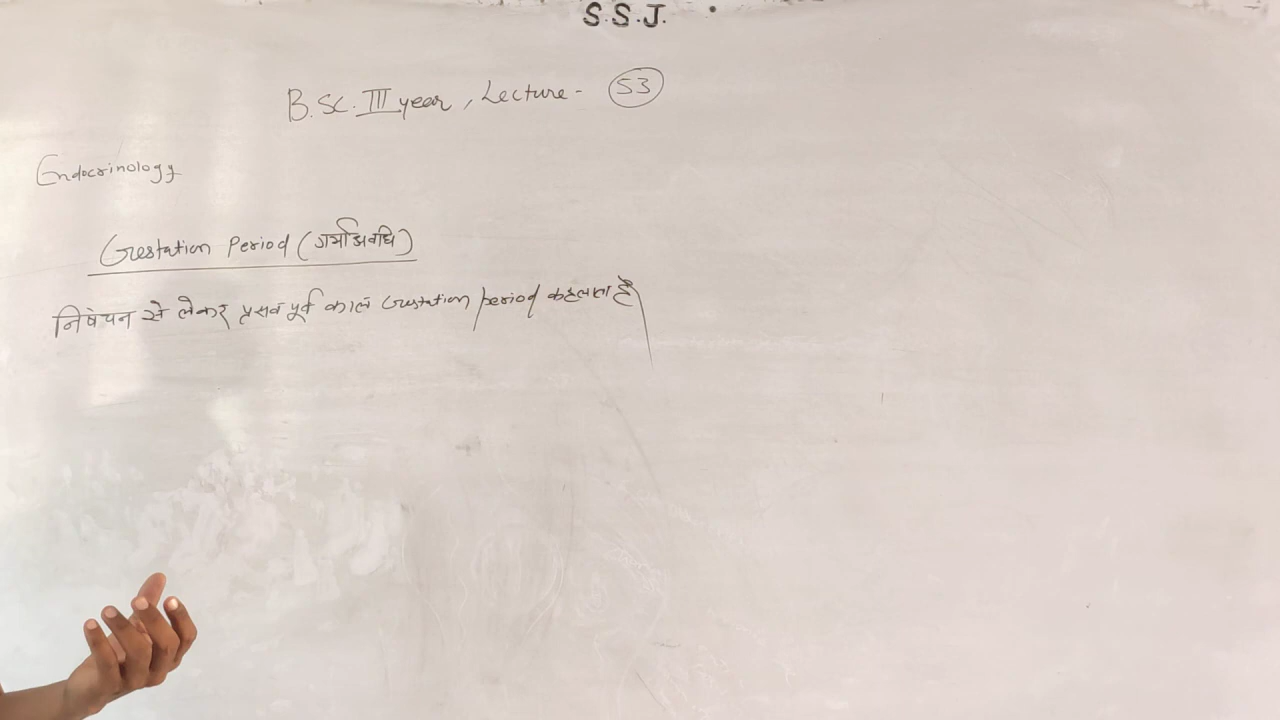 S.S.J.
B.Sc. III year, Lecture - 53
Endocrinology
Gestation Period (गर्भावधि)
निषेचन से लेकर प्रसव पूर्व काल Gestation period कहलाता है